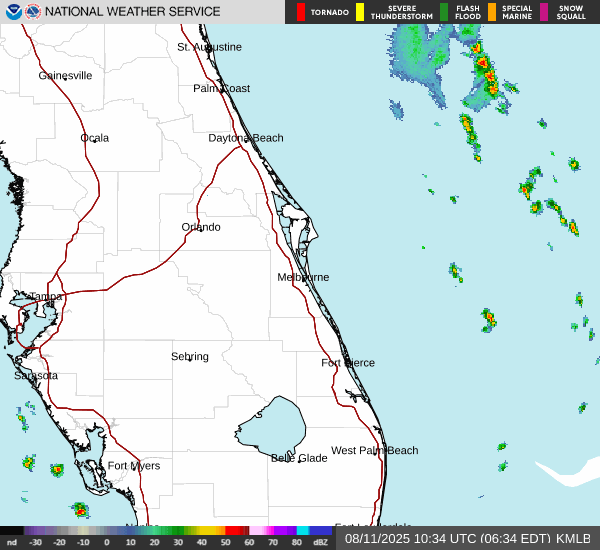 NATIONAL WEATHER SERVICE
TORNADO
SEVERE THUNDERSTORM
FLASH FLOOD
SPECIAL MARINE
SNOW SQUALL
St. Augustine
Gainesville
Palm Coast
Ocala
Daytona Beach
Orlando
Melbourne
Tampa
Sebring
Fort Pierce
Sarasota
West Palm Beach
Belle Glade
Fort Myers
nd -30 -20 -10 0 10 20 30 40 50 60 70 80 dBZ
08/11/2025 10:34 UTC (06:34 EDT) KMLB